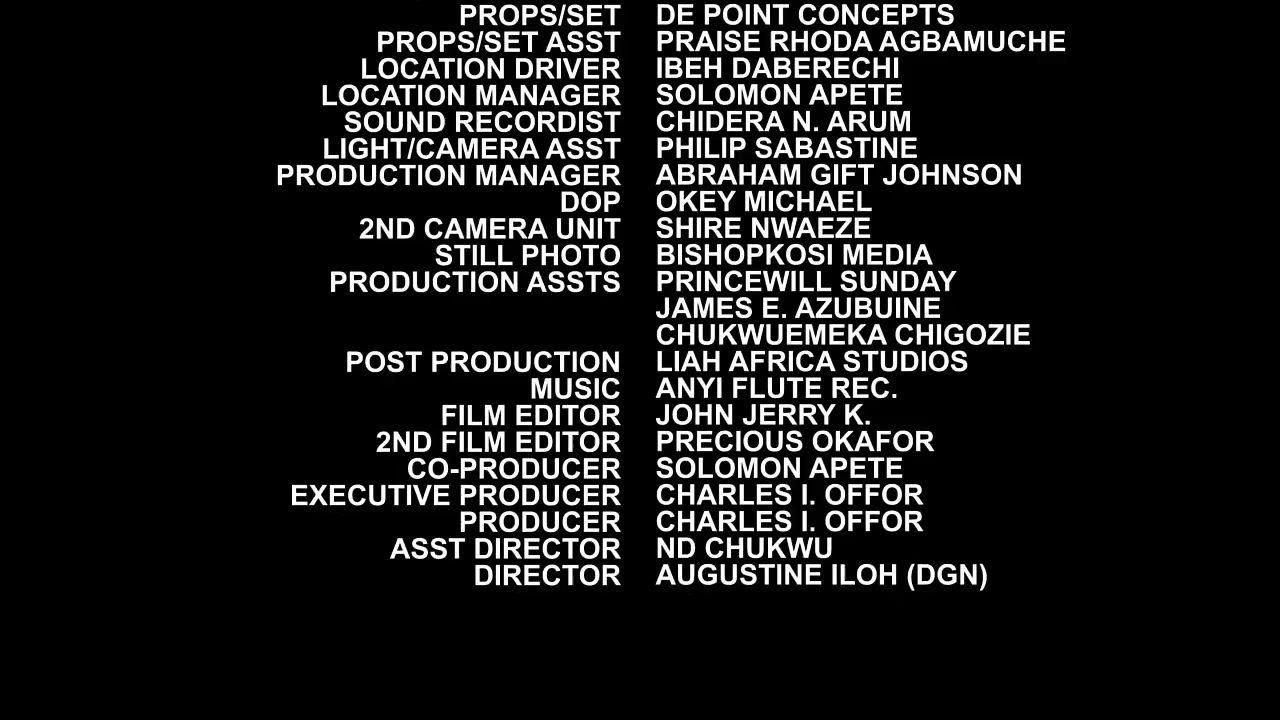 PROPS/SET DE POINT CONCEPTS
PROPS/SET ASST PRAISE RHODA AGBAMUCHE
LOCATION DRIVER IBEH DABERECHI
LOCATION MANAGER SOLOMON APETE
SOUND RECORDIST CHIDERA N. ARUM
LIGHT/CAMERA ASST PHILIP SABASTINE
PRODUCTION MANAGER ABRAHAM GIFT JOHNSON
DOP OKEY MICHAEL
2ND CAMERA UNIT SHIRE NWAEZE
STILL PHOTO BISHOPKOSI MEDIA
PRODUCTION ASSTS PRINCEWILL SUNDAY
JAMES E. AZUBUINE
CHUKWUEMEKA CHIGOZIE
POST PRODUCTION LIAH AFRICA STUDIOS
MUSIC ANYI FLUTE REC.
FILM EDITOR JOHN JERRY K.
2ND FILM EDITOR PRECIOUS OKAFOR
CO-PRODUCER SOLOMON APETE
EXECUTIVE PRODUCER CHARLES I. OFFOR
PRODUCER CHARLES I. OFFOR
ASST DIRECTOR ND CHUKWU
DIRECTOR AUGUSTINE ILOH (DGN)